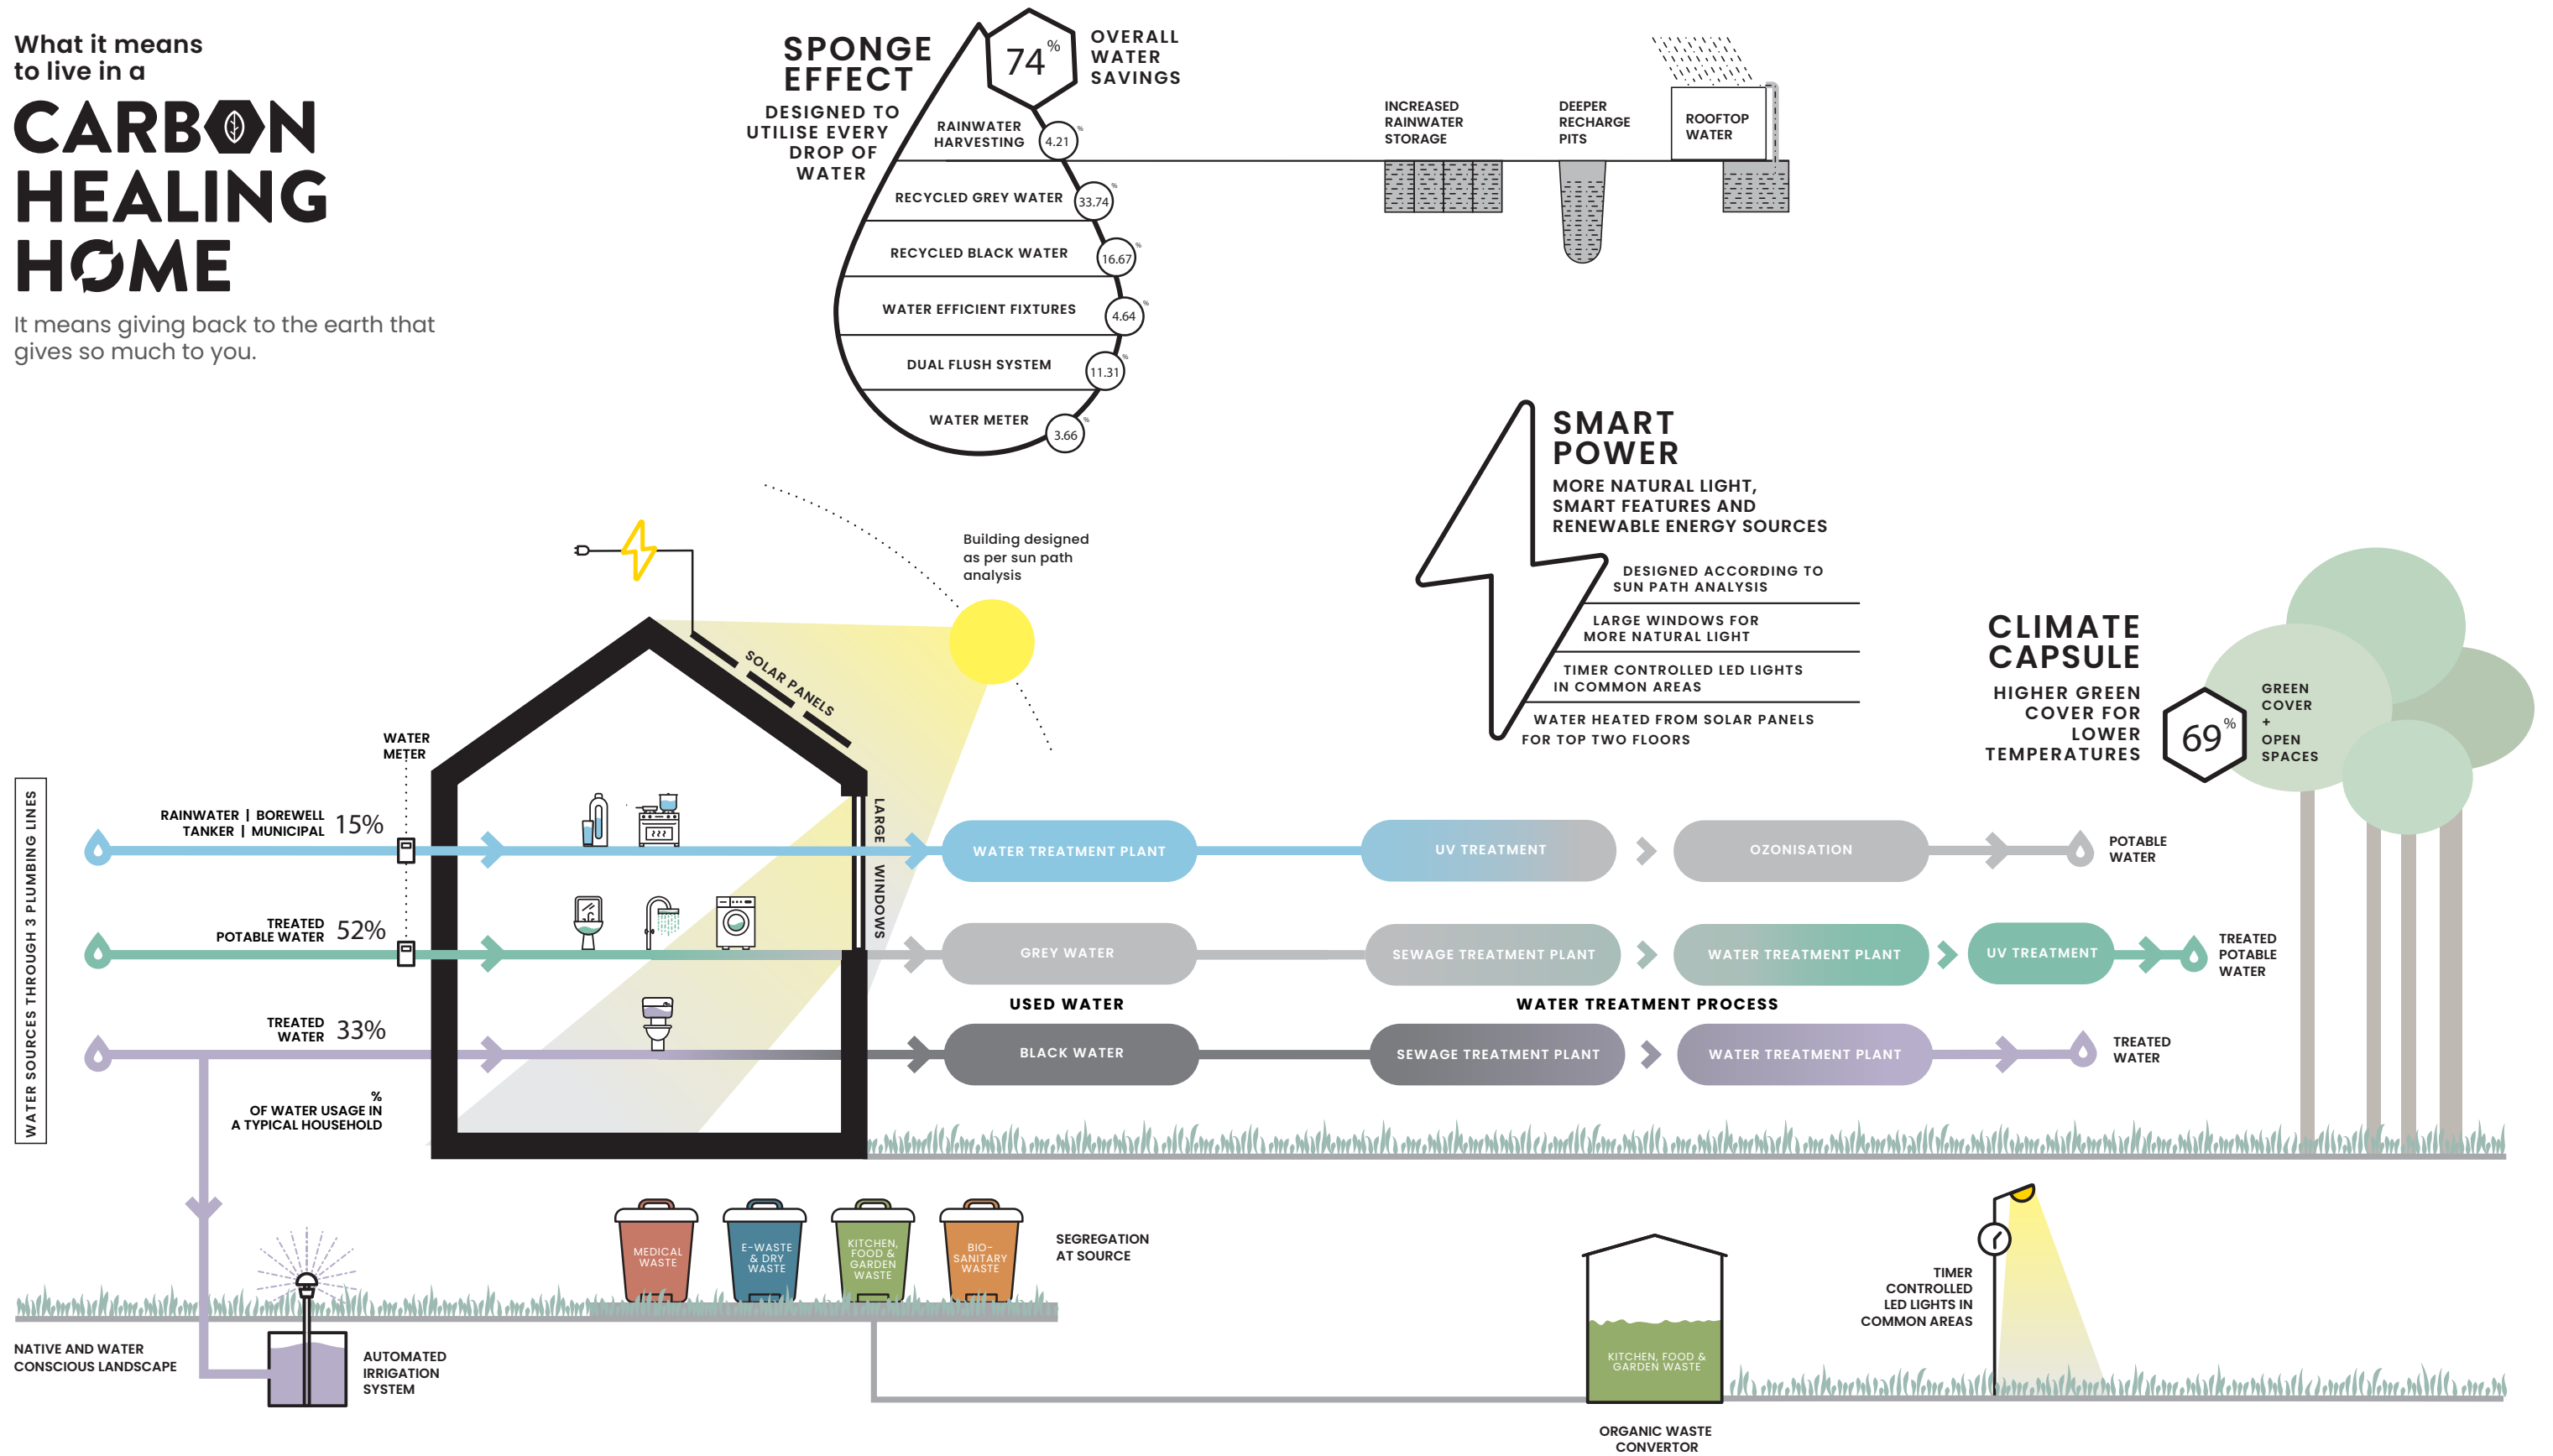 What it means
to live in a
CARBON
HEALING
HOME
It means giving back to the earth that
gives so much to you.
SPONGE
EFFECT
DESIGNED TO
UTILISE EVERY
DROP OF
WATER
74%
OVERALL
WATER
SAVINGS
RAINWATER
HARVESTING
4.21%
RECYCLED GREY WATER
33.74%
RECYCLED BLACK WATER
16.67%
WATER EFFICIENT FIXTURES
4.64%
DUAL FLUSH SYSTEM
11.31%
WATER METER
3.66%
INCREASED
RAINWATER
STORAGE
DEEPER
RECHARGE
PITS
ROOFTOP
WATER
SMART
POWER
MORE NATURAL LIGHT,
SMART FEATURES AND
RENEWABLE ENERGY SOURCES
DESIGNED ACCORDING TO
SUN PATH ANALYSIS
LARGE WINDOWS FOR
MORE NATURAL LIGHT
TIMER CONTROLLED LED LIGHTS
IN COMMON AREAS
WATER HEATED FROM SOLAR PANELS
FOR TOP TWO FLOORS
Building designed
as per sun path
analysis
SOLAR PANELS
CLIMATE
CAPSULE
HIGHER GREEN
COVER FOR
LOWER
TEMPERATURES
69%
GREEN
COVER
+
OPEN
SPACES
WATER
METER
WATER SOURCES THROUGH 3 PLUMBING LINES
RAINWATER | BOREWELL
TANKER | MUNICIPAL
15%
LARGE WINDOWS
WATER TREATMENT PLANT
UV TREATMENT
OZONISATION
POTABLE
WATER
TREATED
POTABLE WATER
52%
GREY WATER
SEWAGE TREATMENT PLANT
WATER TREATMENT PLANT
UV TREATMENT
TREATED
POTABLE
WATER
USED WATER
WATER TREATMENT PROCESS
TREATED
WATER
33%
BLACK WATER
SEWAGE TREATMENT PLANT
WATER TREATMENT PLANT
TREATED
WATER
%
OF WATER USAGE IN
A TYPICAL HOUSEHOLD
MEDICAL
WASTE
E-WASTE
& DRY
WASTE
KITCHEN,
FOOD &
GARDEN
WASTE
BIO-
SANITARY
WASTE
SEGREGATION
AT SOURCE
NATIVE AND WATER
CONSCIOUS LANDSCAPE
AUTOMATED
IRRIGATION
SYSTEM
KITCHEN, FOOD &
GARDEN WASTE
ORGANIC WASTE
CONVERTOR
TIMER
CONTROLLED
LED LIGHTS IN
COMMON AREAS